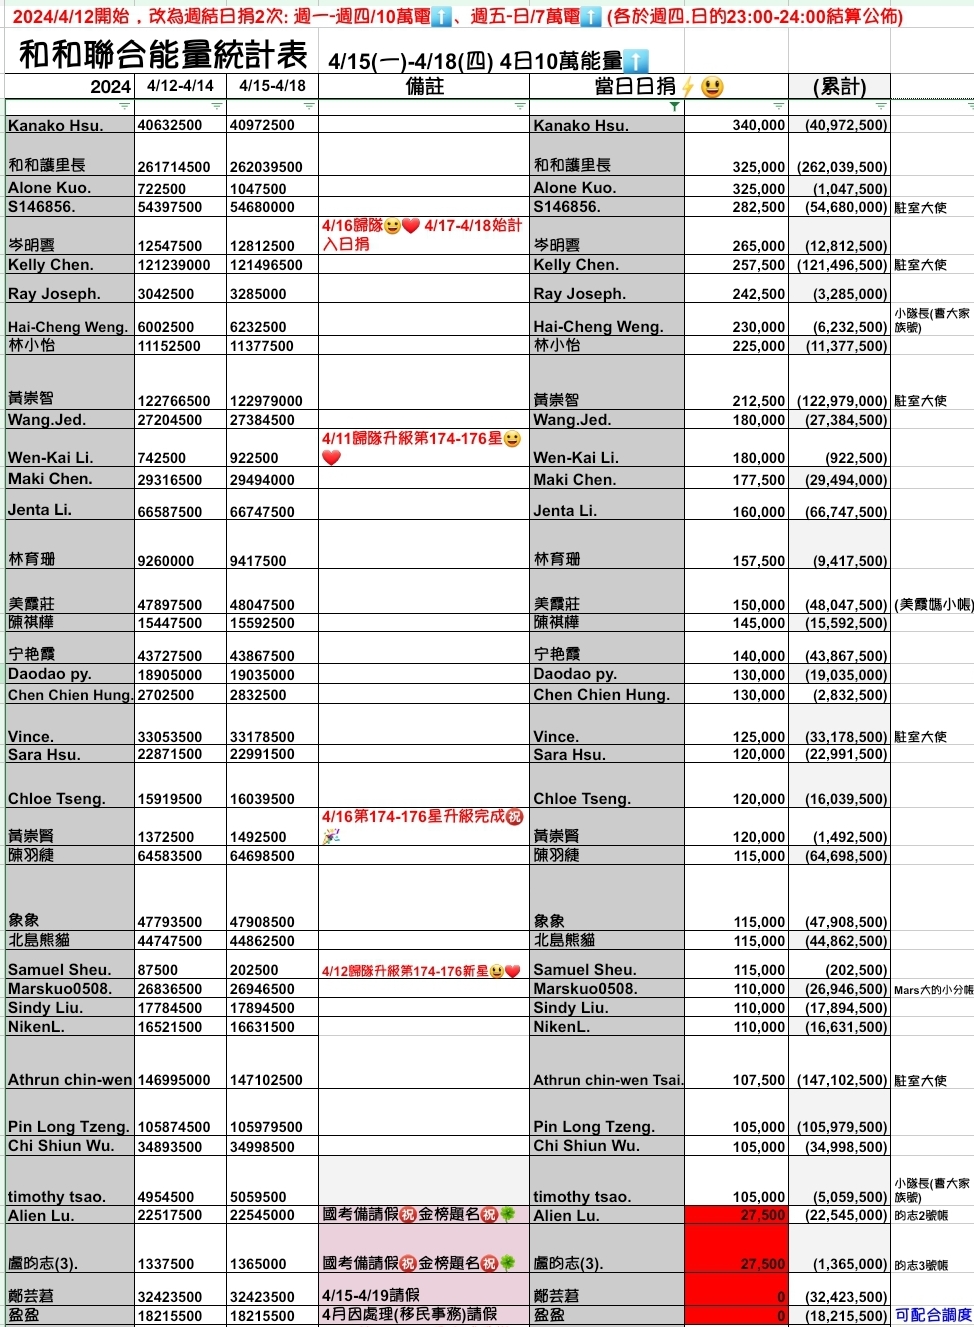 2024/4/12開始，改為週結日捐2次: 週一-週四/10萬電⬆️、週五-日/7萬電⬆️ (各於週四.日的23:00-24:00結算公佈)
和和聯合能量統計表 4/15(一)-4/18(四) 4日10萬能量⬆️
2024 4/12-4/14 4/15-4/18 備註 當日日捐⚡😃 (累計)
Kanako Hsu. 40632500 40972500 Kanako Hsu. 340,000 (40,972,500)
和和護里長 261714500 262039500 和和護里長 325,000 (262,039,500)
Alone Kuo. 722500 1047500 Alone Kuo. 325,000 (1,047,500)
S146856. 54397500 54680000 S146856. 282,500 (54,680,000) 駐室大使
4/16歸隊😀❤️ 4/17-4/18始計
岑明雲 12547500 12812500 入日捐 岑明雲 265,000 (12,812,500)
Kelly Chen. 121239000 121496500 Kelly Chen. 257,500 (121,496,500) 駐室大使
Ray Joseph. 3042500 3285000 Ray Joseph. 242,500 (3,285,000)
小隊長(曹大家
Hai-Cheng Weng. 6002500 6232500 Hai-Cheng Weng. 230,000 (6,232,500) 族號)
林小怡 11152500 11377500 林小怡 225,000 (11,377,500)
黃崇智 122766500 122979000 黃崇智 212,500 (122,979,000) 駐室大使
Wang.Jed. 27204500 27384500 Wang.Jed. 180,000 (27,384,500)
4/11歸隊升級第174-176星😀
Wen-Kai Li. 742500 922500 ❤️ Wen-Kai Li. 180,000 (922,500)
Maki Chen. 29316500 29494000 Maki Chen. 177,500 (29,494,000)
Jenta Li. 66587500 66747500 Jenta Li. 160,000 (66,747,500)
林育珊 9260000 9417500 林育珊 157,500 (9,417,500)
美霞莊 47897500 48047500 美霞莊 150,000 (48,047,500) (美霞媽小帳)
陳祺樺 15447500 15592500 陳祺樺 145,000 (15,592,500)
宁艳霞 43727500 43867500 宁艳霞 140,000 (43,867,500)
Daodao py. 18905000 19035000 Daodao py. 130,000 (19,035,000)
Chen Chien Hung. 2702500 2832500 Chen Chien Hung. 130,000 (2,832,500)
Vince. 33053500 33178500 Vince. 125,000 (33,178,500) 駐室大使
Sara Hsu. 22871500 22991500 Sara Hsu. 120,000 (22,991,500)
Chloe Tseng. 15919500 16039500 Chloe Tseng. 120,000 (16,039,500)
4/16第174-176星升級完成㊗️
黃崇賢 1372500 1492500 🎉 黃崇賢 120,000 (1,492,500)
陳羽緁 64583500 64698500 陳羽緁 115,000 (64,698,500)
象象 47793500 47908500 象象 115,000 (47,908,500)
北島熊貓 44747500 44862500 北島熊貓 115,000 (44,862,500)
Samuel Sheu. 87500 202500 4/12歸隊升級第174-176新星😃❤️ Samuel Sheu. 115,000 (202,500)
Marskuo0508. 26836500 26946500 Marskuo0508. 110,000 (26,946,500) Mars大的小分帳
Sindy Liu. 17784500 17894500 Sindy Liu. 110,000 (17,894,500)
NikenL. 16521500 16631500 NikenL. 110,000 (16,631,500)
Athrun chin-wen 146995000 147102500 Athrun chin-wen Tsai. 107,500 (147,102,500) 駐室大使
Pin Long Tzeng. 105874500 105979500 Pin Long Tzeng. 105,000 (105,979,500)
Chi Shiun Wu. 34893500 34998500 Chi Shiun Wu. 105,000 (34,998,500)
小隊長(曹大家
timothy tsao. 4954500 5059500 timothy tsao. 105,000 (5,059,500) 族號)
Alien Lu. 22517500 22545000 國考備請假㊗️金榜題名㊗️🍀 Alien Lu. 27,500 (22,545,000) 昀志2號帳
盧昀志(3). 1337500 1365000 國考備請假㊗️金榜題名㊗️🍀 盧昀志(3). 27,500 (1,365,000) 昀志3號帳
鄭芸莙 32423500 32423500 4/15-4/19請假 鄭芸莙 0 (32,423,500)
盈盈 18215500 18215500 4月因處理(移民事務)請假 盈盈 0 (18,215,500) 可配合調度